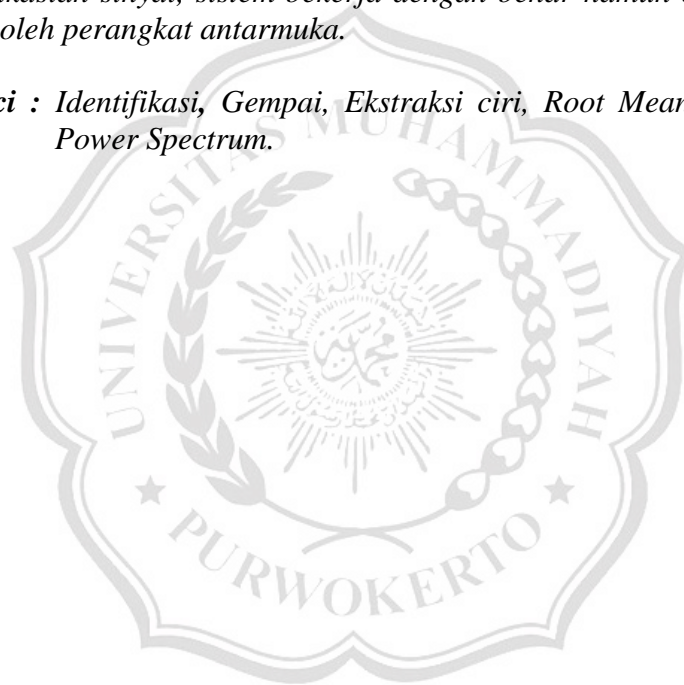 oleh perangkat antarmuka.
ci : Identifikasi, Gempai, Ekstraksi ciri, Root Mean
Power Spectrum.
UNIVERSITAS MUHAMMADIYAH
PURWOKERTO